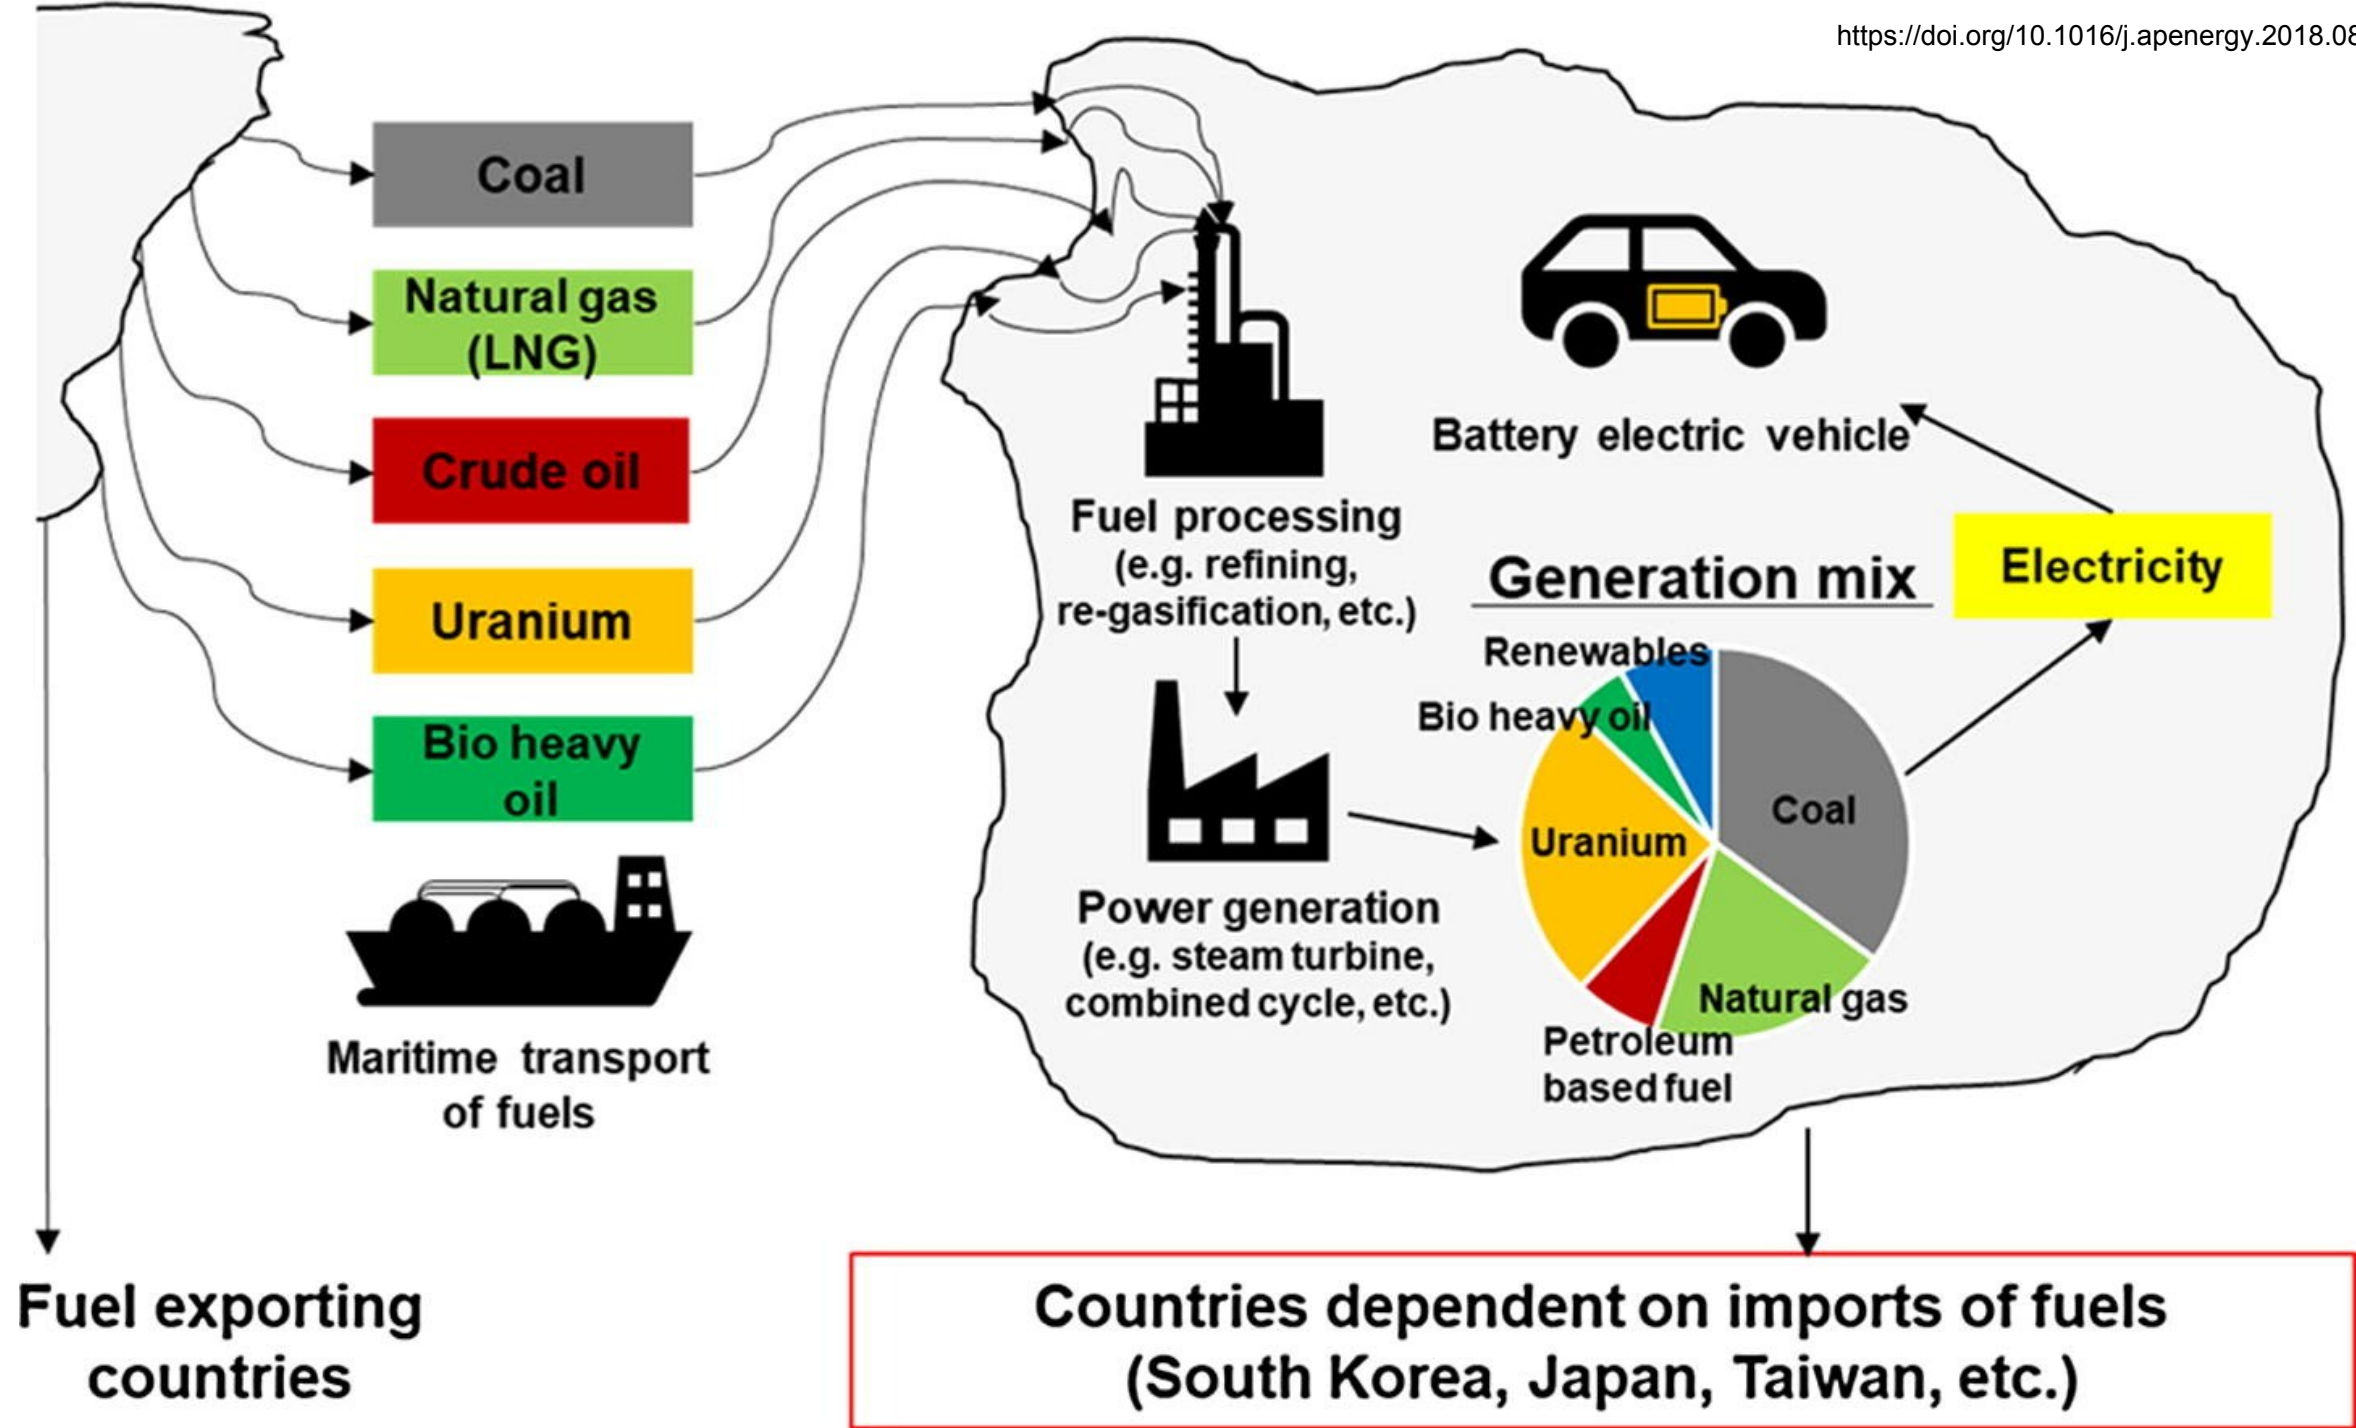 https://doi.org/10.1016/j.apenergy.2018.08
Coal
Natural gas
(LNG)
Crude oil
Uranium
Bio heavy
oil
Maritime transport
of fuels
Fuel exporting
countries
Fuel processing
(e.g. refining,
re-gasification, etc.)
Power generation
(e.g. steam turbine,
combined cycle, etc.)
Battery electric vehicle
Electricity
Generation mix
Renewables
Bio heavy oil
Coal
Uranium
Natural gas
Petroleum
based fuel
Countries dependent on imports of fuels
(South Korea, Japan, Taiwan, etc.)